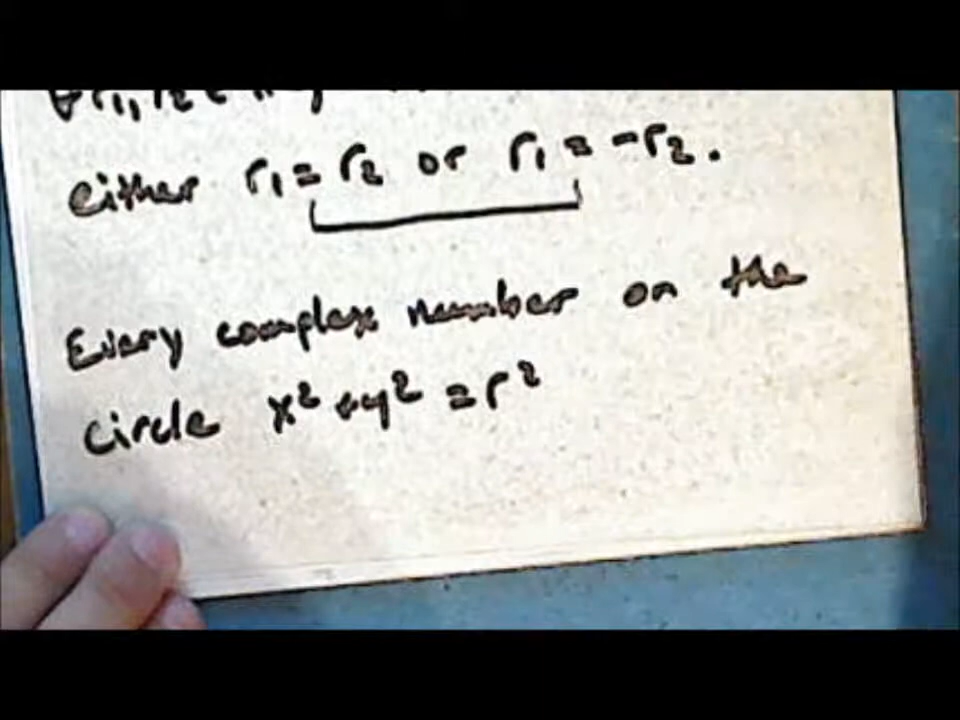 either r₁ = r₂ or r₁ = -r₂.
Every complex number on the
circle x² + y² = r²